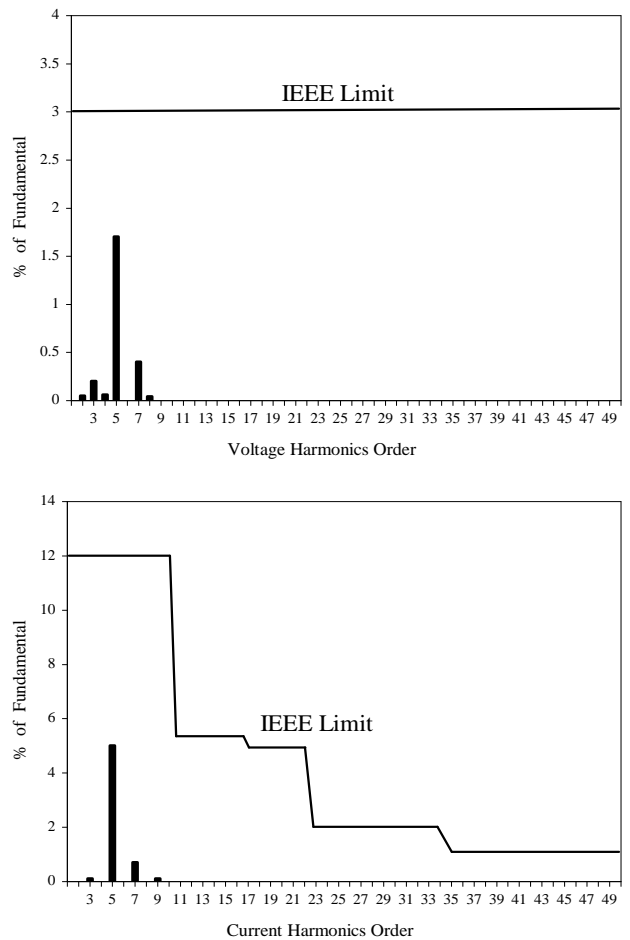 4
3.5
IEEE Limit
3
2.5
2
1.5
1
0.5
0
% of Fundamental
3 5 7 9 11 13 15 17 19 21 23 25 27 29 31 33 35 37 39 41 43 45 47 49
Voltage Harmonics Order
14
12
10
8
6
IEEE Limit
4
2
0
% of Fundamental
3 5 7 9 11 13 15 17 19 21 23 25 27 29 31 33 35 37 39 41 43 45 47 49
Current Harmonics Order